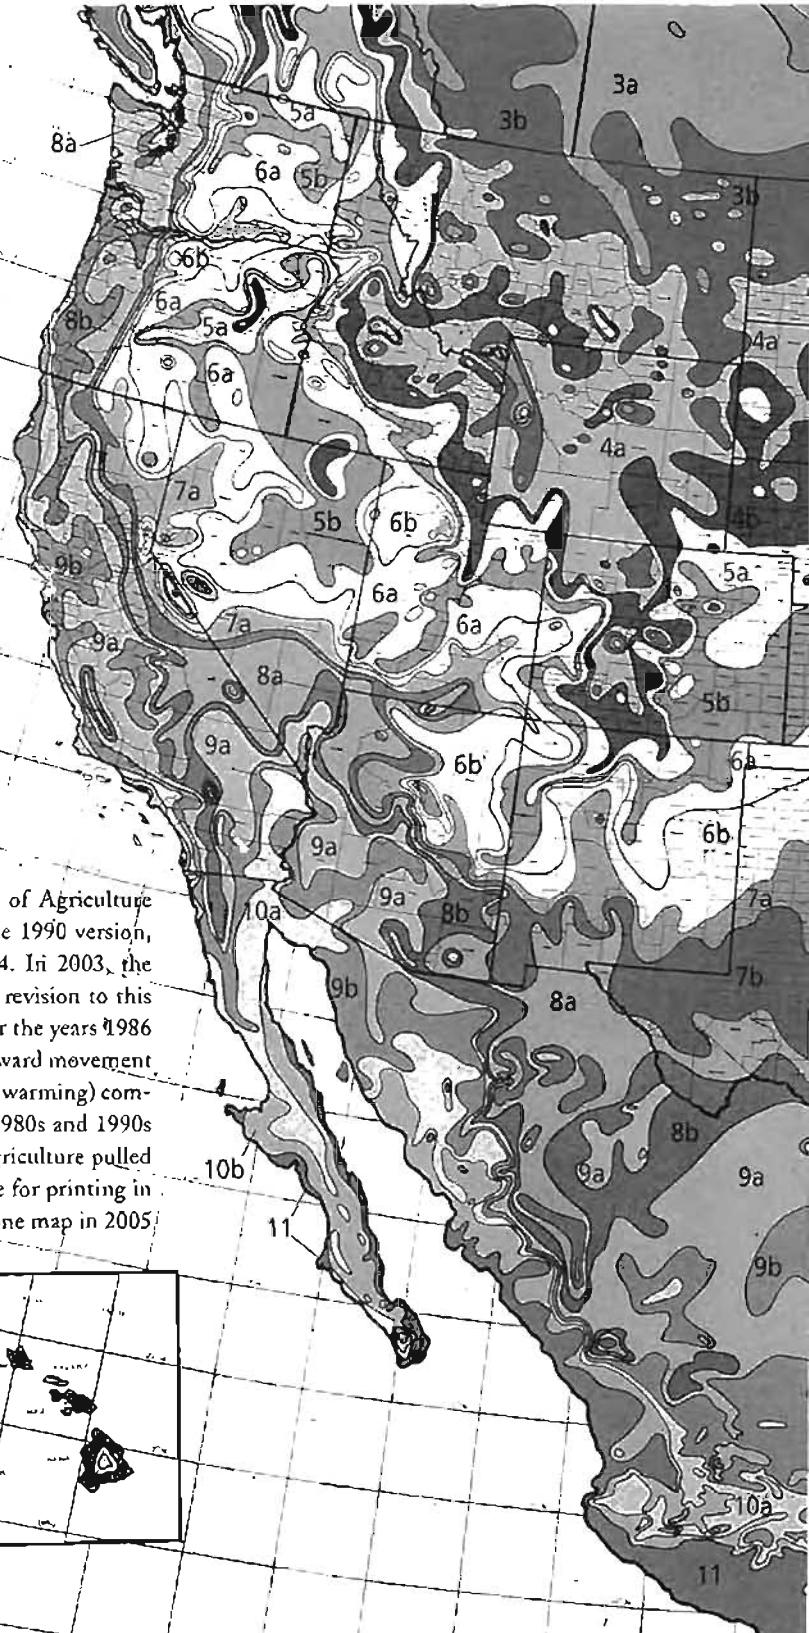 3a
3b
5a
8a
6a
5b
3b
6b
6a
5a
8b
4a
6a
4a
7a
5b
6b
4b
9b
5a
6a
6a
7a
9a
8a
5b
9a
6b
6a
6b
9a
9a
8b
7a
10a
of Agriculture
e 1990 version,
4. In 2003, the
revision to this
r the years 1986
ward movement
warming) com-
980s and 1990s
riculture pulled
e for printing in
ne map in 2005
9b
8a
7b
8b
10b
9a
9a
11
9b
10a
11